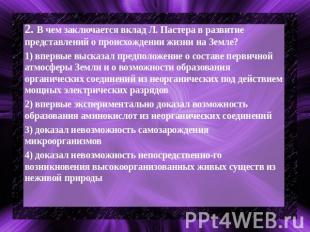 2. В чем заключается вклад Л. Пастера в развитие
представлений о происхождении жизни на Земле?
1) впервые высказал предположение о составе первичной
атмосферы Земли и о возможности образования
органических соединений из неорганических под действием
мощных электрических разрядов
2) впервые экспериментально доказал возможность
образования аминокислот из неорганических соединений
3) доказал невозможность самозарождения
микроорганизмов
4) доказал невозможность непосредственно-го
возникновения высокоорганизованных живых существ из
неживой природы
PPt4WEB.ru